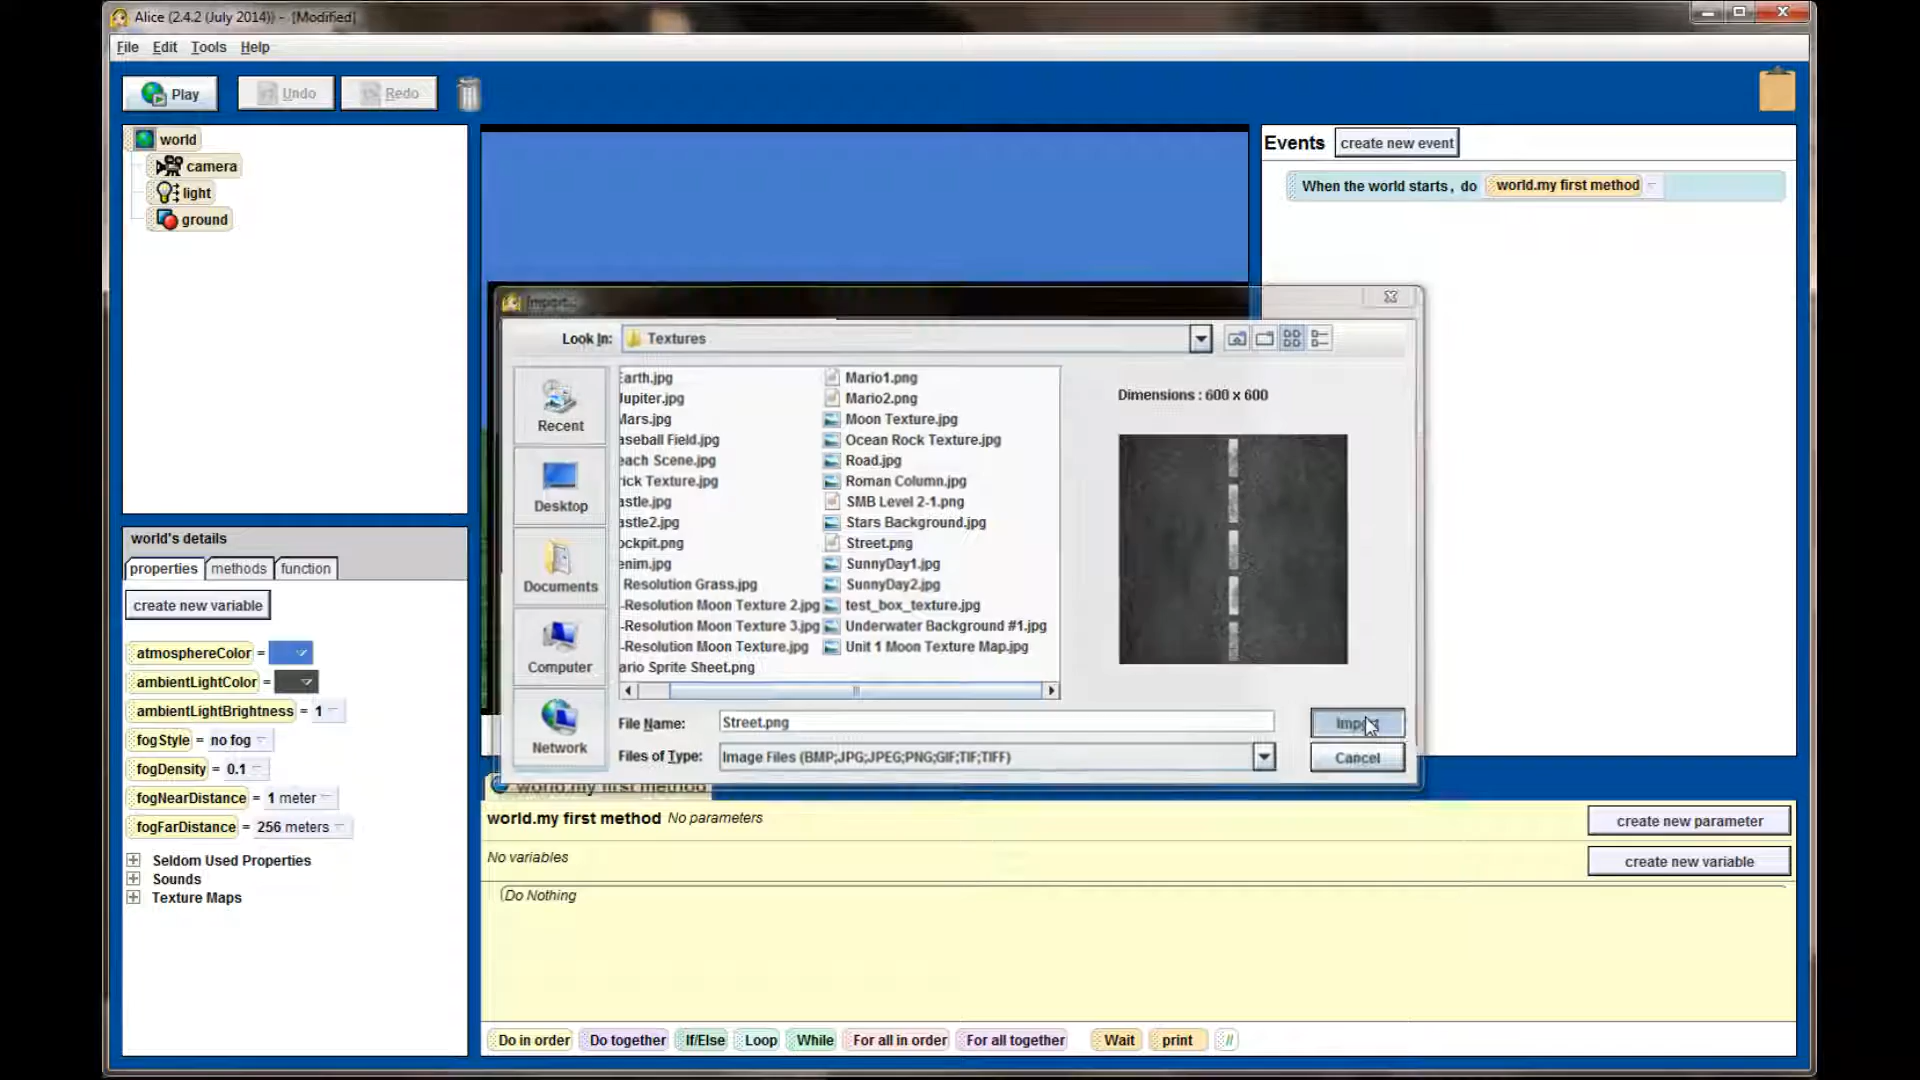 Alice (2.4.2 (July 2014)) - [Modified]
File Edit Tools Help
Play Undo Redo
world
camera
light
ground
Events create new event
When the world starts, do world.my first method
Import...
Look In: Textures
Earth.jpg
Jupiter.jpg
Mars.jpg
aseball Field.jpg
each Scene.jpg
rick Texture.jpg
astle.jpg
astle2.jpg
ockpit.png
enim.jpg
Resolution Grass.jpg
-Resolution Moon Texture 2.jpg
-Resolution Moon Texture 3.jpg
-Resolution Moon Texture.jpg
ario Sprite Sheet.png
Mario1.png
Mario2.png
Moon Texture.jpg
Ocean Rock Texture.jpg
Road.jpg
Roman Column.jpg
SMB Level 2-1.png
Stars Background.jpg
Street.png
SunnyDay1.jpg
SunnyDay2.jpg
test_box_texture.jpg
Underwater Background #1.jpg
Unit 1 Moon Texture Map.jpg
Dimensions : 600 x 600
Recent
Desktop
Documents
Computer
Network
File Name: Street.png
Import
Files of Type: Image Files (BMP;JPG;JPEG;PNG;GIF;TIF;TIFF)
Cancel
world's details
properties methods function
create new variable
atmosphereColor =
ambientLightColor =
ambientLightBrightness = 1
fogStyle = no fog
fogDensity = 0.1
fogNearDistance = 1 meter
fogFarDistance = 256 meters
Seldom Used Properties
Sounds
Texture Maps
world.my first method
world.my first method No parameters
create new parameter
No variables
create new variable
(Do Nothing
Do in order Do together If/Else Loop While For all in order For all together Wait print //